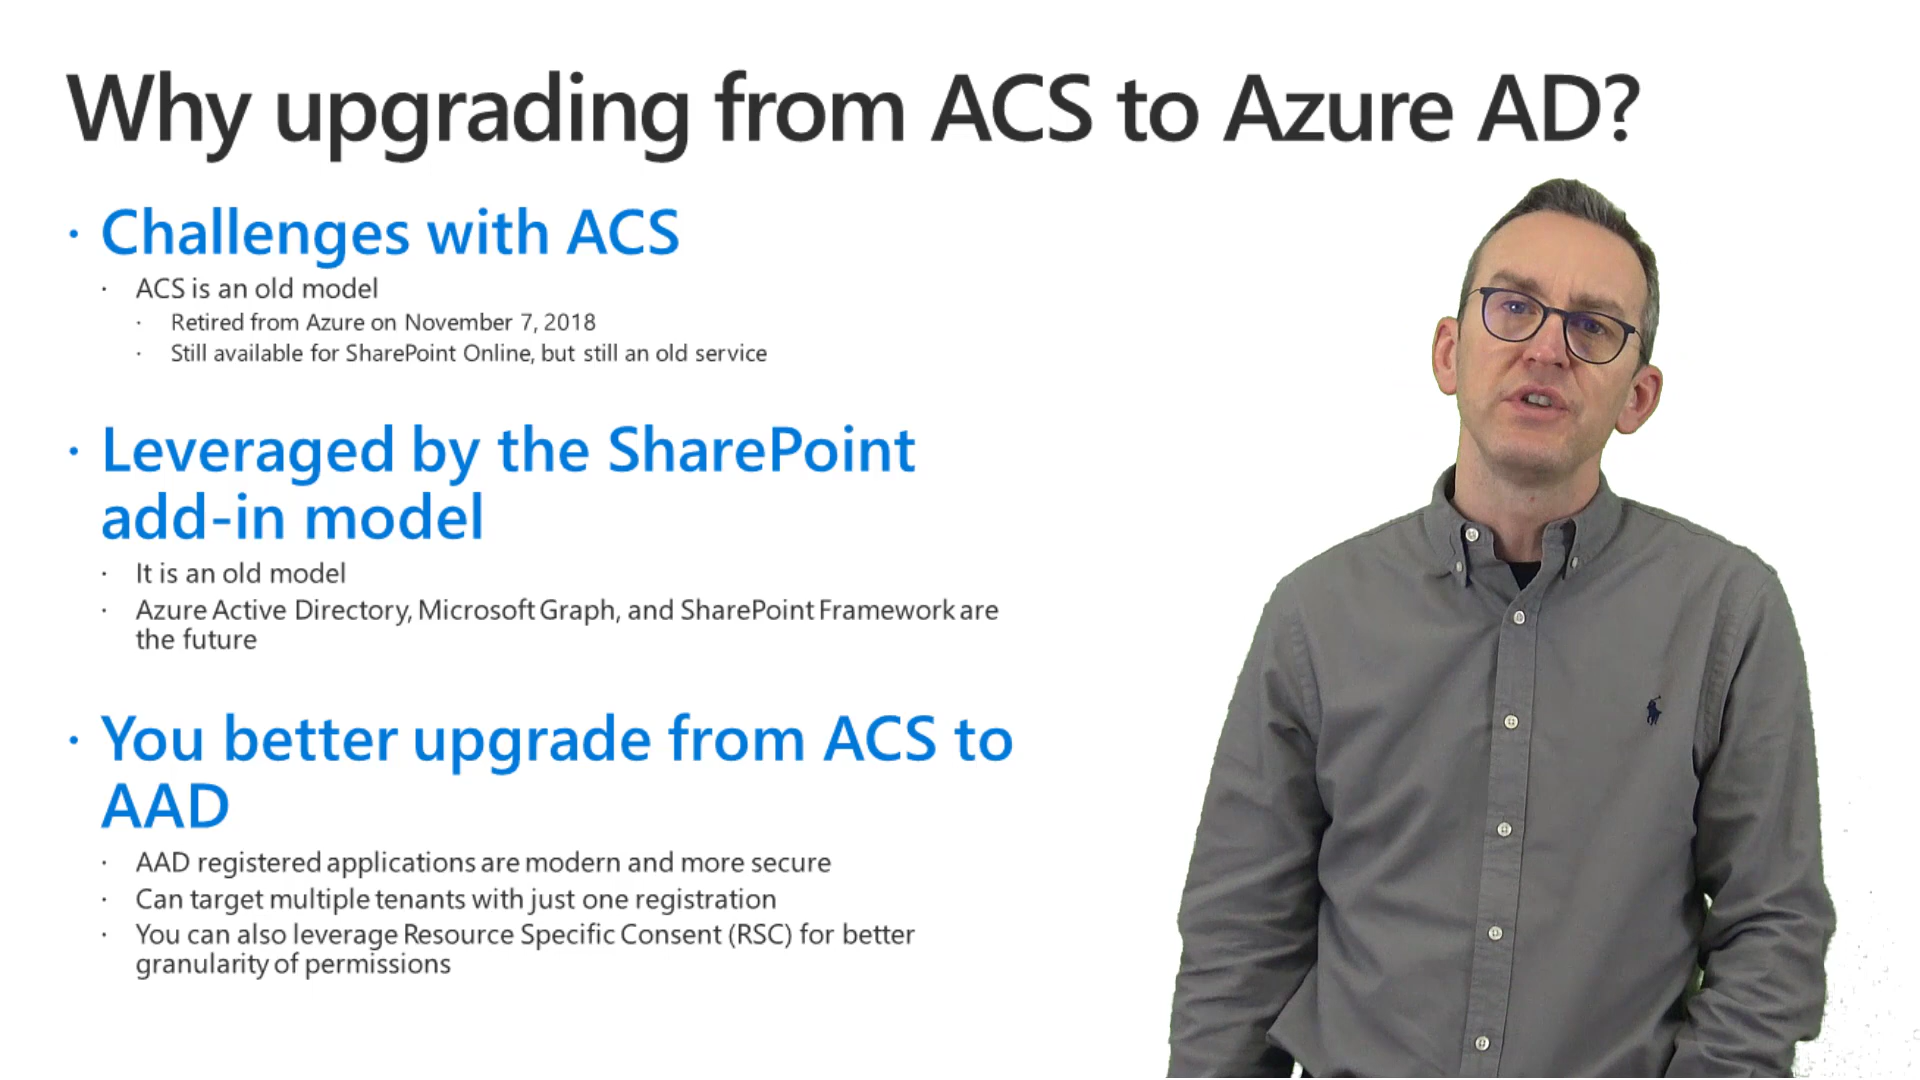 Why upgrading from ACS to Azure AD?
· Challenges with ACS
· ACS is an old model
· Retired from Azure on November 7, 2018
· Still available for SharePoint Online, but still an old service
· Leveraged by the SharePoint
add-in model
· It is an old model
· Azure Active Directory, Microsoft Graph, and SharePoint Framework are
the future
· You better upgrade from ACS to
AAD
· AAD registered applications are modern and more secure
· Can target multiple tenants with just one registration
· You can also leverage Resource Specific Consent (RSC) for better
granularity of permissions